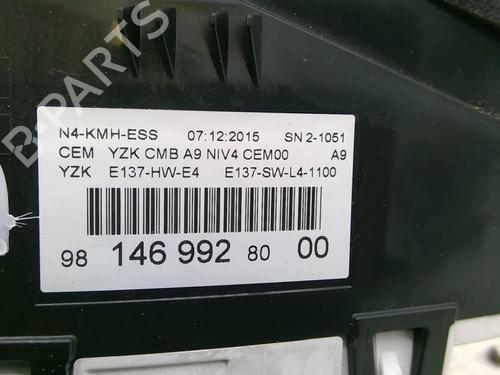 B-PARTS
N4-KMH-ESS 07:12:2015 SN 2-1051
CEM YZK CMB A9 NIV4 CEM00 A9
YZK E137-HW-E4 E137-SW-L4-1100
98 146 992 80 00
B-PARTS